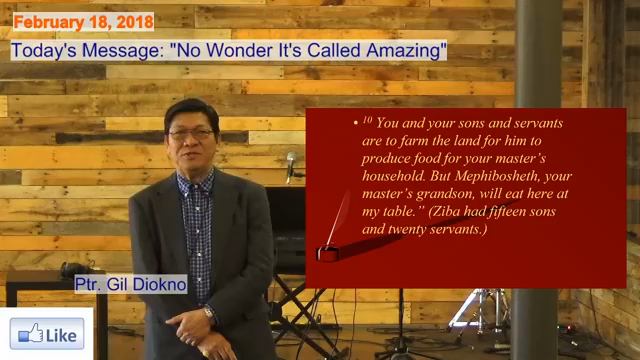 February 18, 2018
Today's Message: "No Wonder It's Called Amazing"
• 10 You and your sons and servants
are to farm the land for him to
produce food for your master's
household. But Mephibosheth, your
master's grandson, will eat here at
my table." (Ziba had fifteen sons
and twenty servants.)
Ptr. Gil Diokno
Like